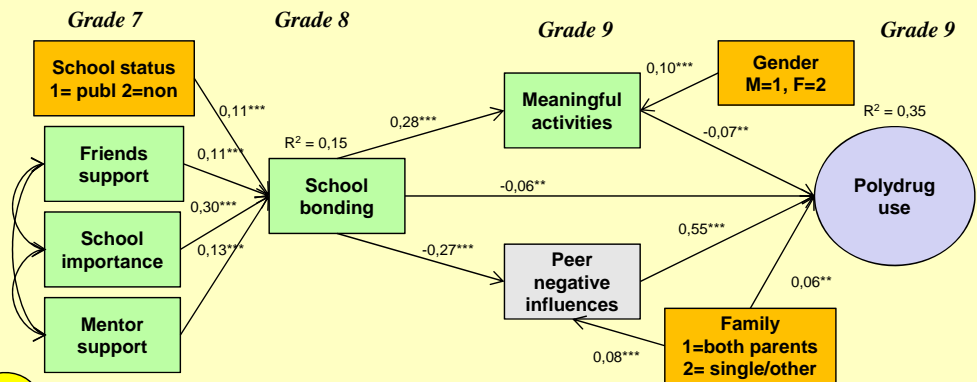 Grade 7
Grade 8
Grade 9
Grade 9
School status
1= publ 2=non
0,11***
Friends
support
0,11***
School
importance
0,30***
Mentor
support
0,13***
R² = 0,15
School
bonding
0,28***
-0,06**
-0,27***
Meaningful
activities
0,10***
Gender
M=1, F=2
-0,07**
Peer
negative
influences
0,55***
Family
1=both parents
2= single/other
0,08***
0,06**
R² = 0,35
Polydrug
use